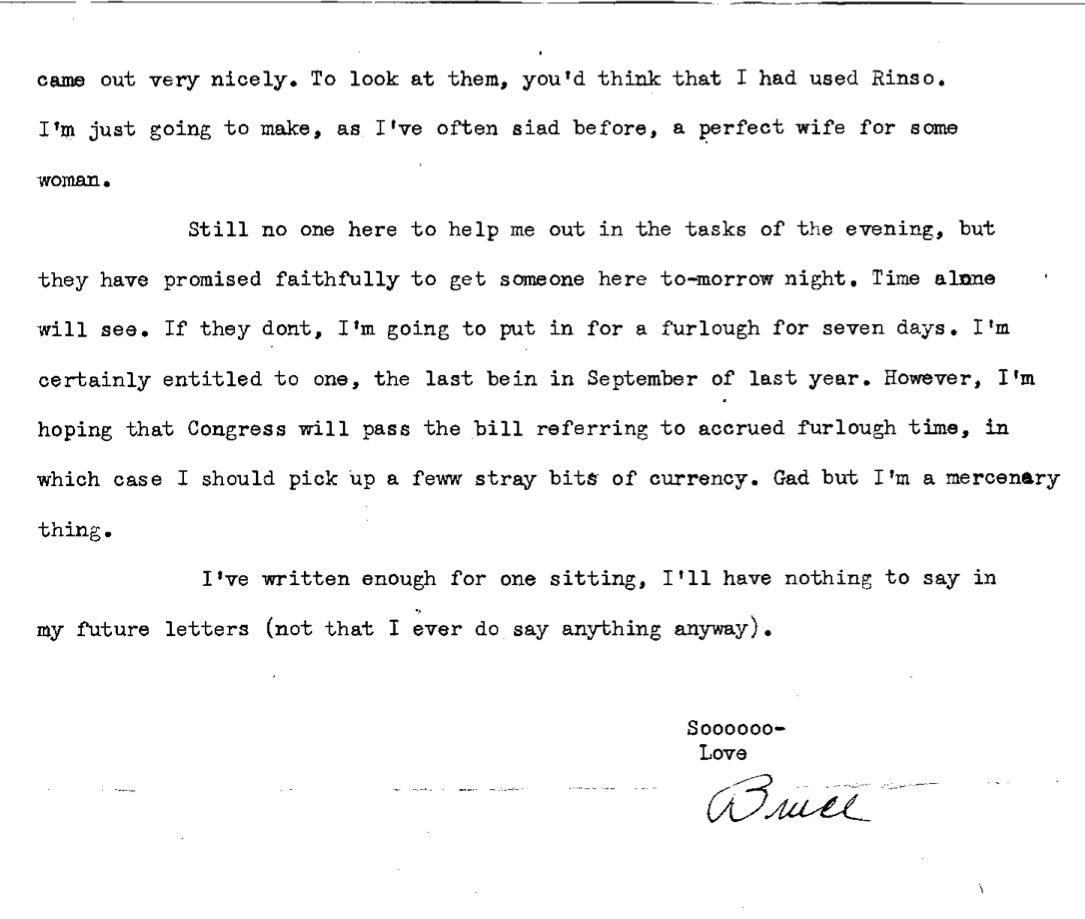 came out very nicely. To look at them, you'd think that I had used Rinso.
I'm just going to make, as I've often siad before, a perfect wife for some
woman.
Still no one here to help me out in the tasks of the evening, but
they have promised faithfully to get someone here to-morrow night. Time alone
will see. If they dont, I'm going to put in for a furlough for seven days. I'm
certainly entitled to one, the last bein in September of last year. However, I'm
hoping that Congress will pass the bill referring to accrued furlough time, in
which case I should pick up a feww stray bits of currency. Gad but I'm a mercenary
thing.
I've written enough for one sitting, I'll have nothing to say in
my future letters (not that I ever do say anything anyway).
Soooooo-
Love
Bruce